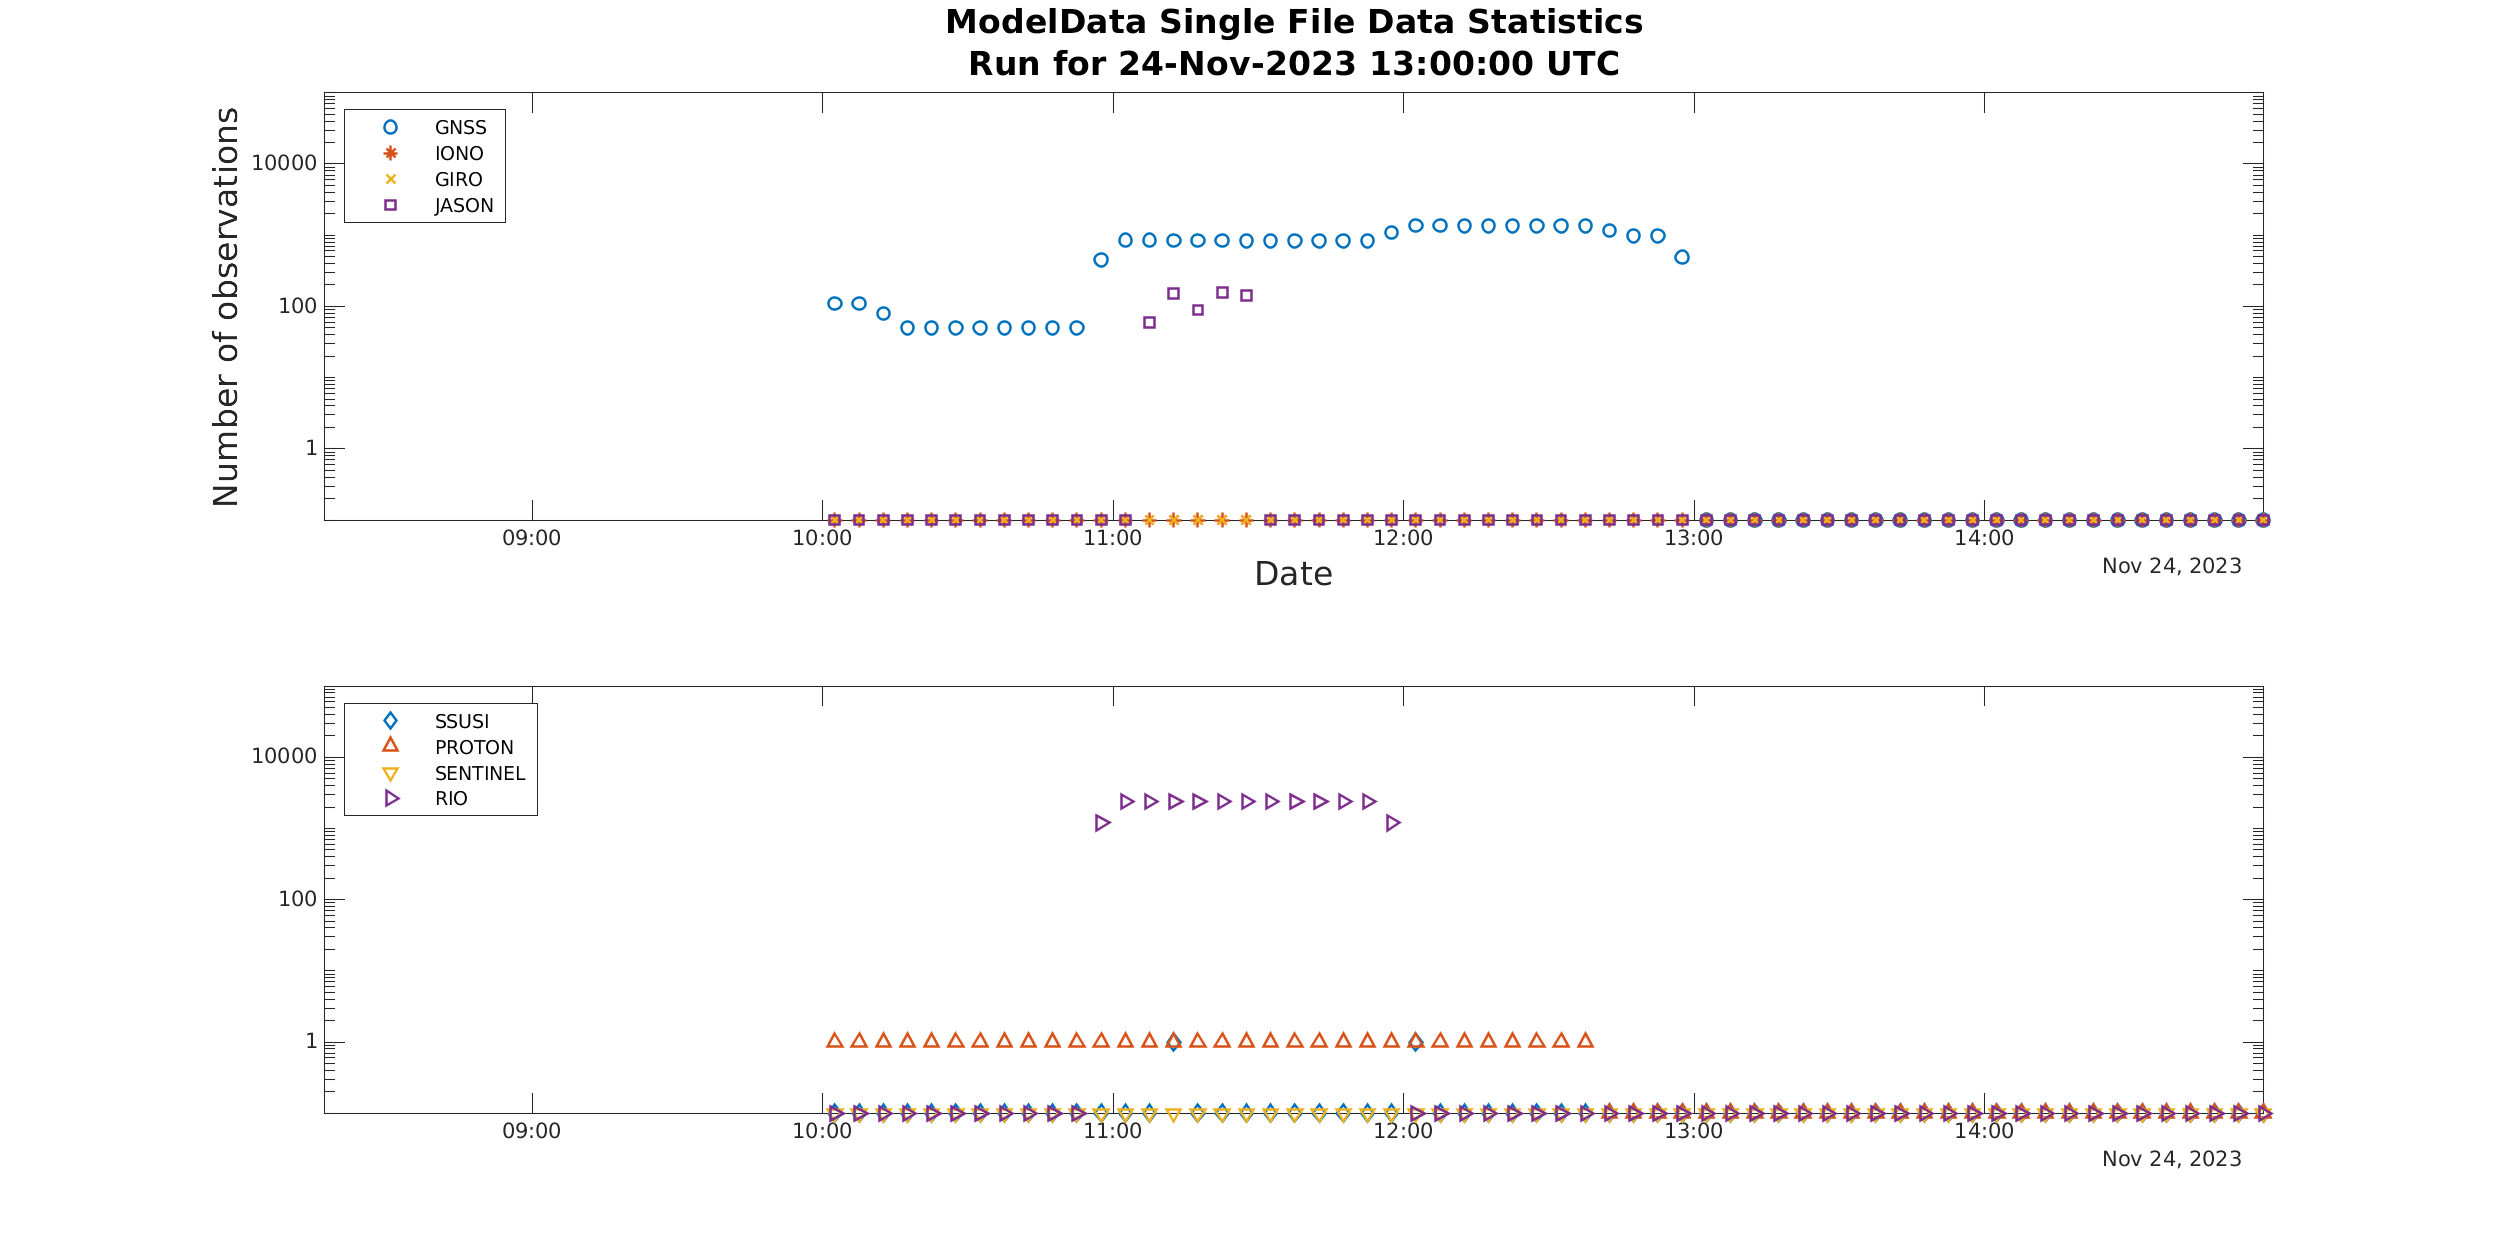 ModelData Single File Data Statistics
Run for 24-Nov-2023 13:00:00 UTC
Number of observations
10000
100
1
GNSS
IONO
GIRO
JASON
09:00 10:00 11:00 12:00 13:00 14:00
Nov 24, 2023
Date
10000
100
1
SSUSI
PROTON
SENTINEL
RIO
09:00 10:00 11:00 12:00 13:00 14:00
Nov 24, 2023